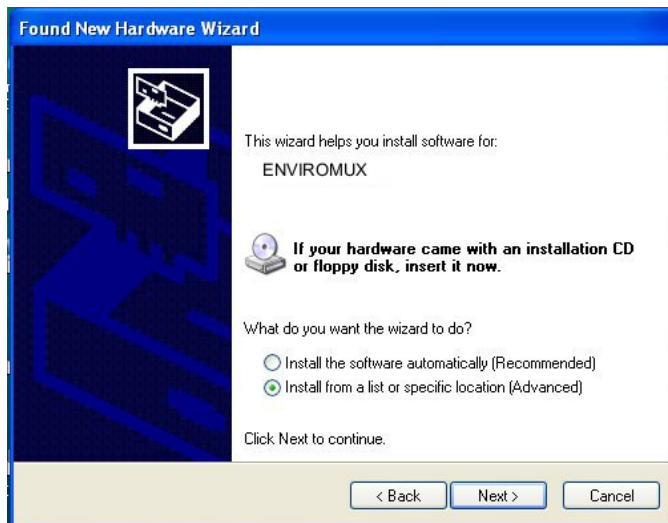 Found New Hardware Wizard
This wizard helps you install software for:
ENVIROMUX
If your hardware came with an installation CD
or floppy disk, insert it now.
What do you want the wizard to do?
Install the software automatically (Recommended)
Install from a list or specific location (Advanced)
Click Next to continue.
< Back Next > Cancel